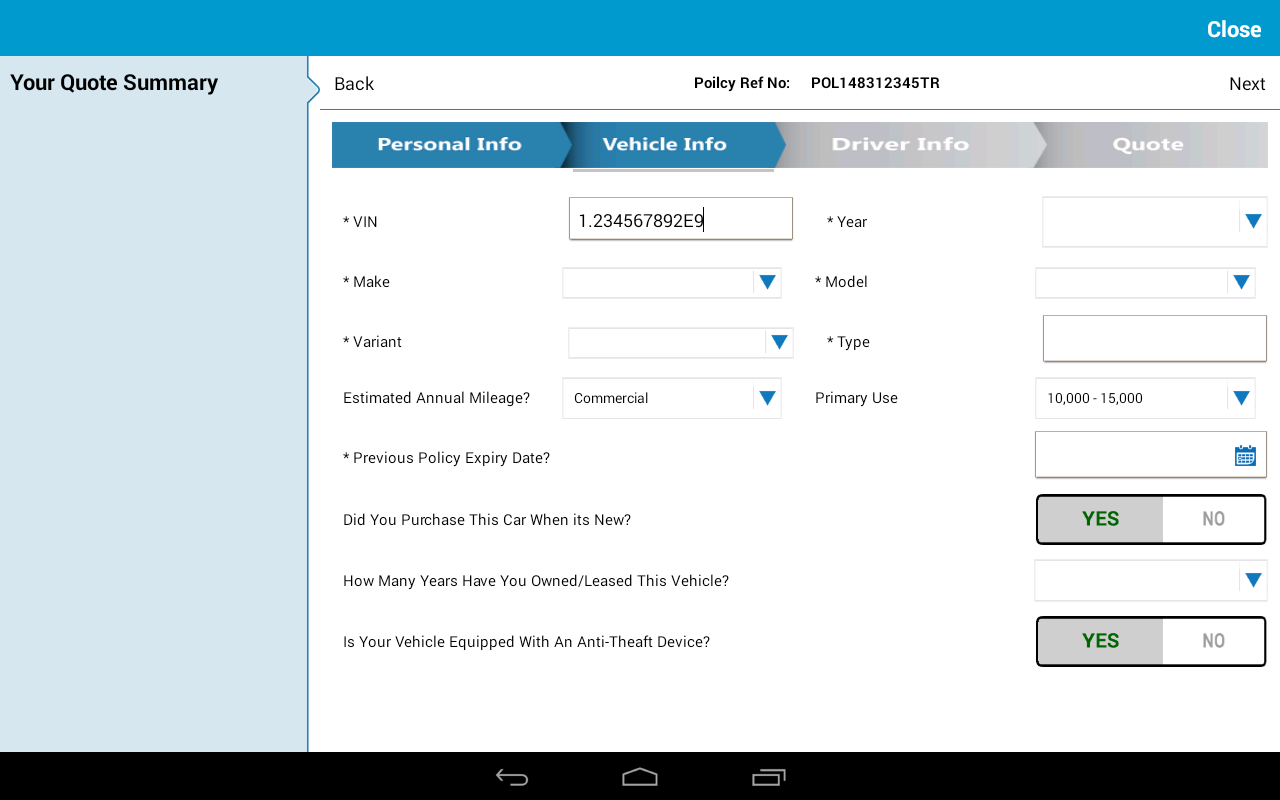 Close
Your Quote Summary
Back
Poilcy Ref No: POL148312345TR
Next
Personal Info
Vehicle Info
Driver Info
Quote
* VIN
1.234567892E9
* Year
* Make
* Model
* Variant
* Type
Estimated Annual Mileage?
Commercial
Primary Use
10,000 - 15,000
* Previous Policy Expiry Date?
Did You Purchase This Car When its New?
YES NO
How Many Years Have You Owned/Leased This Vehicle?
Is Your Vehicle Equipped With An Anti-Theaft Device?
YES NO